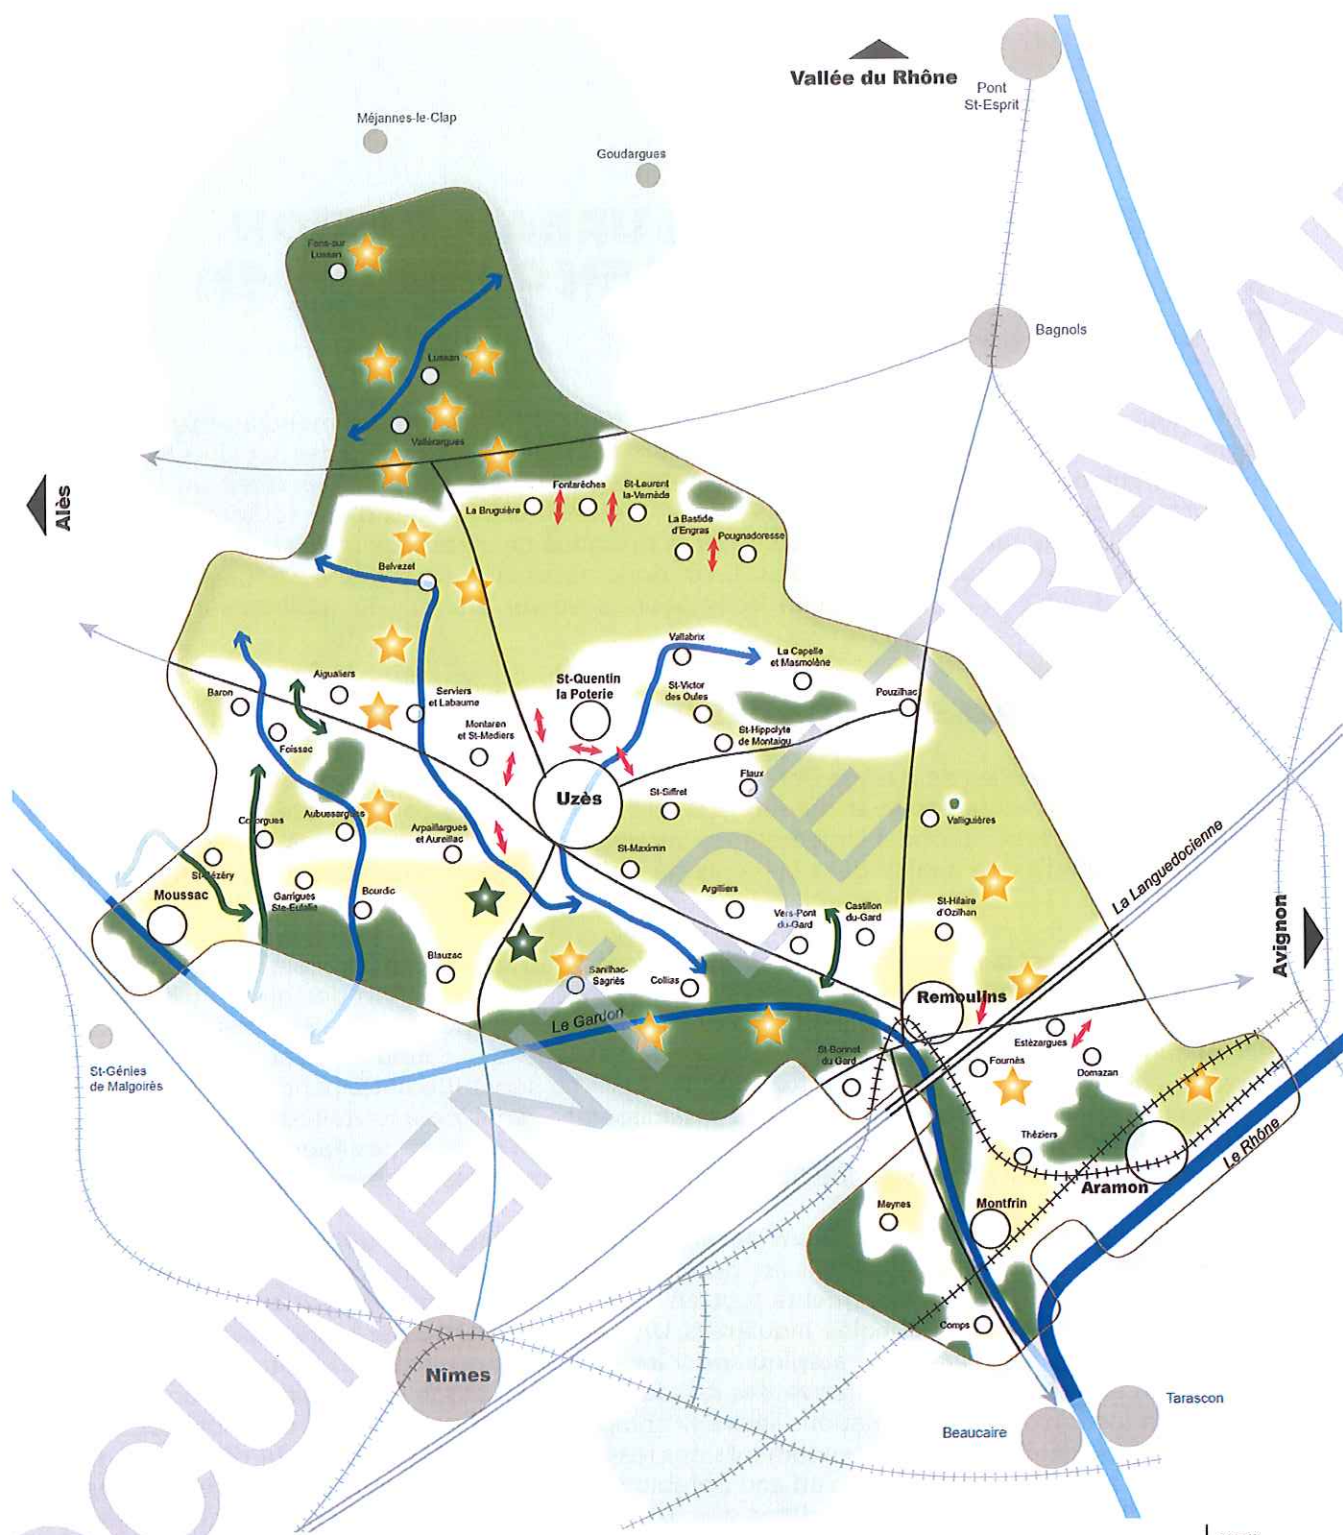 Vallée du Rhône
Pont
St-Esprit
Méjannes-le-Clap
Goudargues
Bagnols
Fons-sur
Lussan
Lussan
Vallérargues
Alès
La Bruguière
Fontarêches
St-Laurent
la-Vernède
La Bastide
d'Engras
Pougnadoresse
Belvezet
Vallabrix
La Capelle
et Masmolène
Aigualiers
Baron
Serviers
et Labaume
St-Quentin
la Poterie
St-Victor
des Oules
Pouzilhac
Foissac
Montaren
et St-Médiers
St-Hippolyte
de Montaigu
Uzès
Flaux
St-Siffret
Valliguières
Collorgues
Aubussargues
Arpaillargues
et Aureillac
St-Maximin
St-Dézéry
Moussac
Garrigues
Ste-Eulalie
Bourdic
Argilliers
Castillon
du-Gard
Vers-Pont
du-Gard
St-Hilaire
d'Ozilhan
La Languedocienne
Avignon
Blauzac
Sanilhac-
Sagriès
Collias
Remoulins
Le Gardon
St-Bonnet
du Gard
Estézargues
Fournès
Domazan
St-Génies
de Malgoirès
Théziers
Aramon
Le Rhône
Meynes
Montfrin
Comps
Nîmes
Beaucaire
Tarascon
DOCUMENT DE TRAVAIL